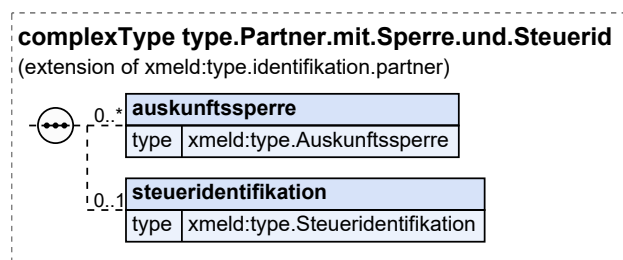 complexType type.Partner.mit.Sperre.und.Steuerid
(extension of xmeld:type.identifikation.partner)
0..* auskunftssperre
type xmeld:type.Auskunftssperre
0..1 steueridentifikation
type xmeld:type.Steueridentifikation